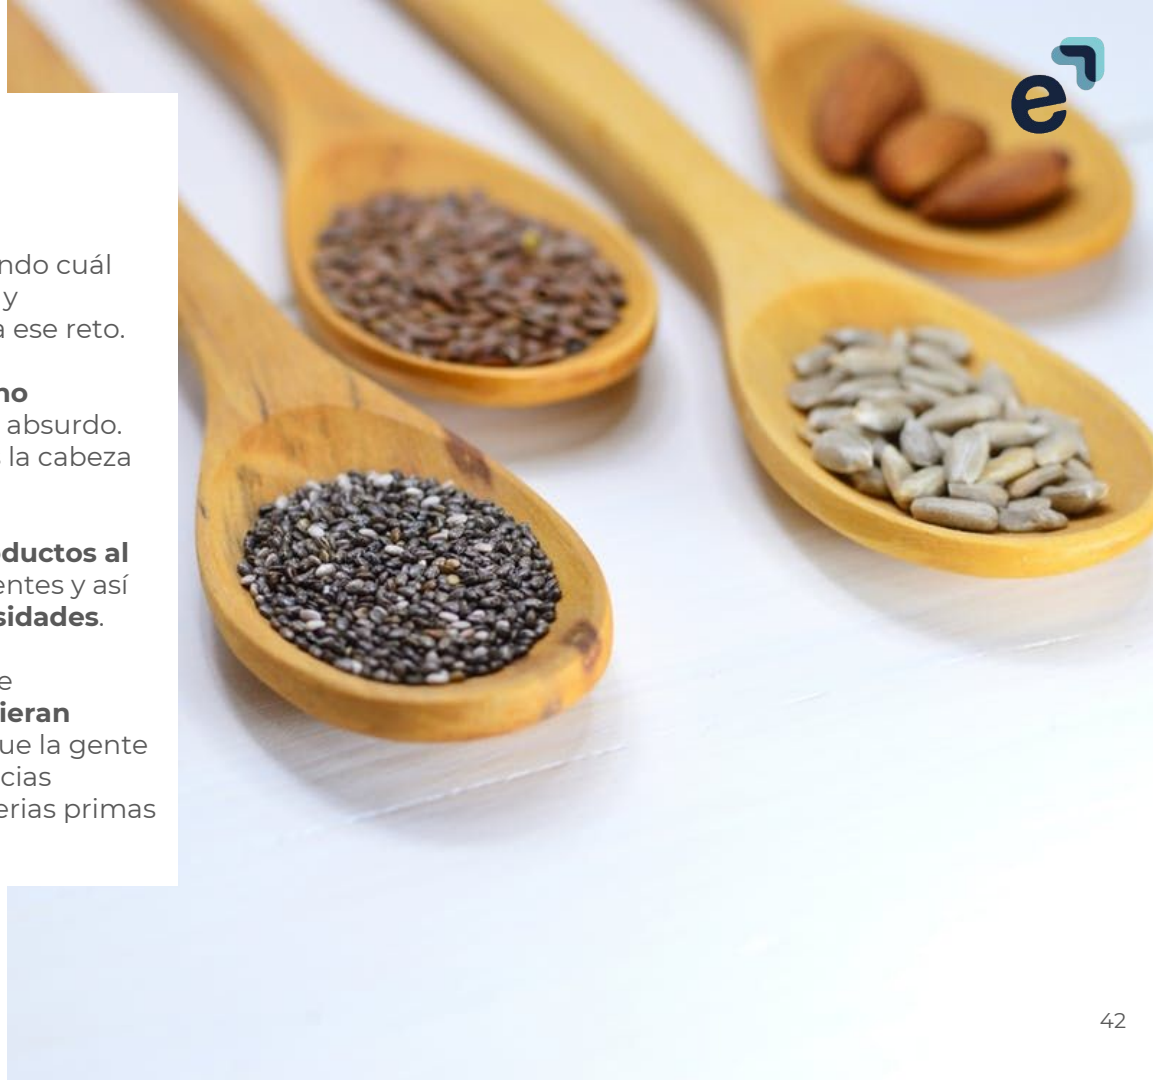 ndo cuál
y
a ese reto.
no
absurdo.
la cabeza
oductos al
entes y así
sidades.
e
ieran
ue la gente
cias
erias primas
e
42